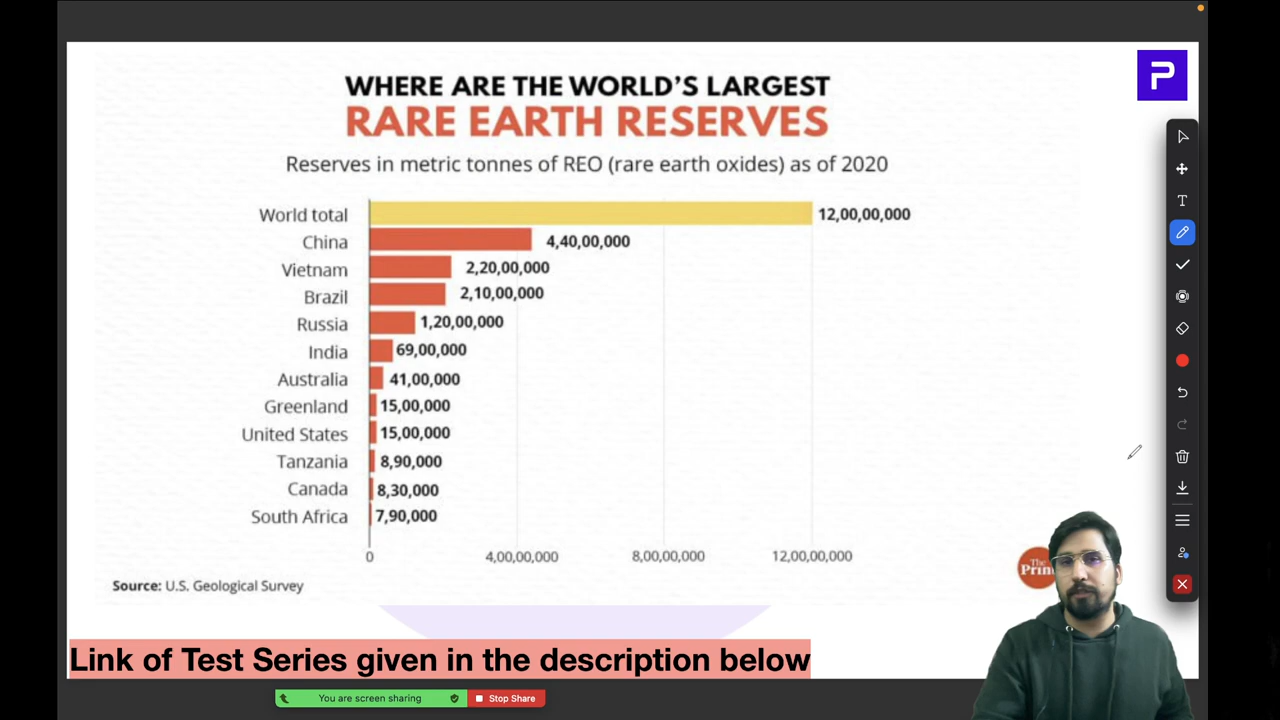 WHERE ARE THE WORLD'S LARGEST
RARE EARTH RESERVES
Reserves in metric tonnes of REO (rare earth oxides) as of 2020
World total 12,00,00,000
China 4,40,00,000
Vietnam 2,20,00,000
Brazil 2,10,00,000
Russia 1,20,00,000
India 69,00,000
Australia 41,00,000
Greenland 15,00,000
United States 15,00,000
Tanzania 8,90,000
Canada 8,30,000
South Africa 7,90,000
0 4,00,00,000 8,00,00,000 12,00,00,000
Source: U.S. Geological Survey
The
Link of Test Series given in the description below
You are screen sharing Stop Share